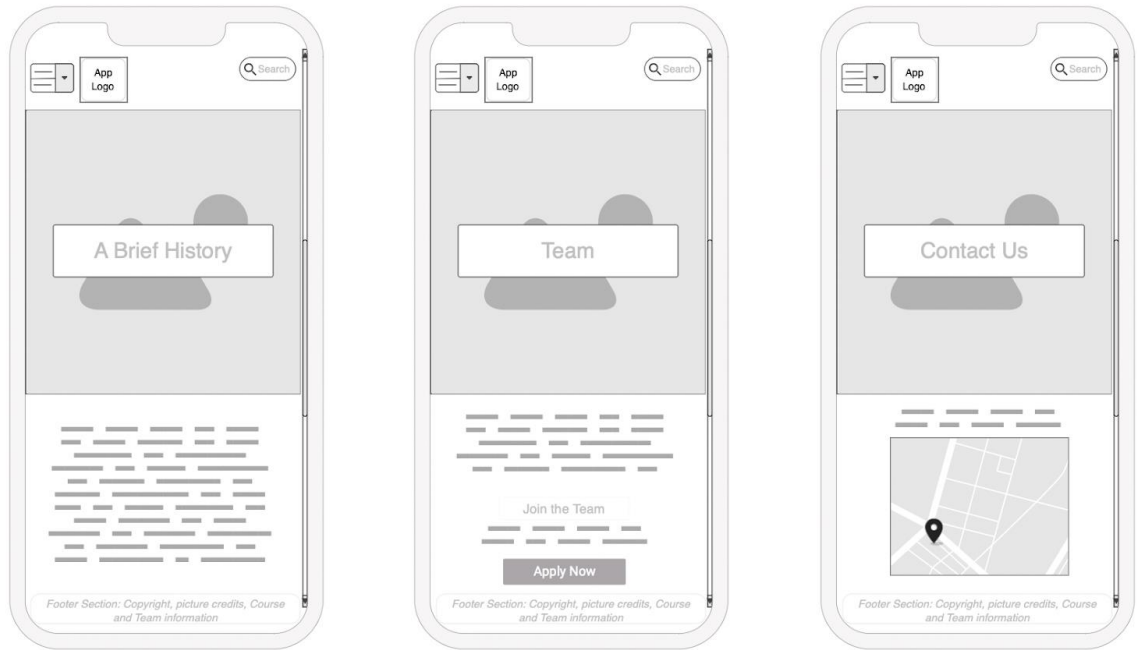 App
Logo
Search
A Brief History
Footer Section: Copyright, picture credits, Course
and Team information
App
Logo
Search
Team
Join the Team
Apply Now
Footer Section: Copyright, picture credits, Course
and Team information
App
Logo
Search
Contact Us
Footer Section: Copyright, picture credits, Course
and Team information